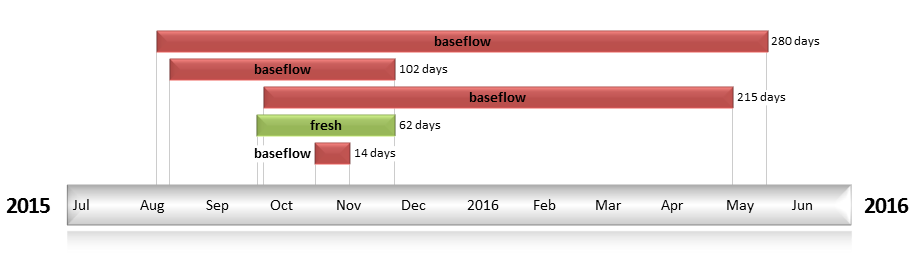 baseflow 280 days
baseflow 102 days
baseflow 215 days
fresh 62 days
baseflow 14 days
2015 Jul Aug Sep Oct Nov Dec 2016 Feb Mar Apr May Jun 2016